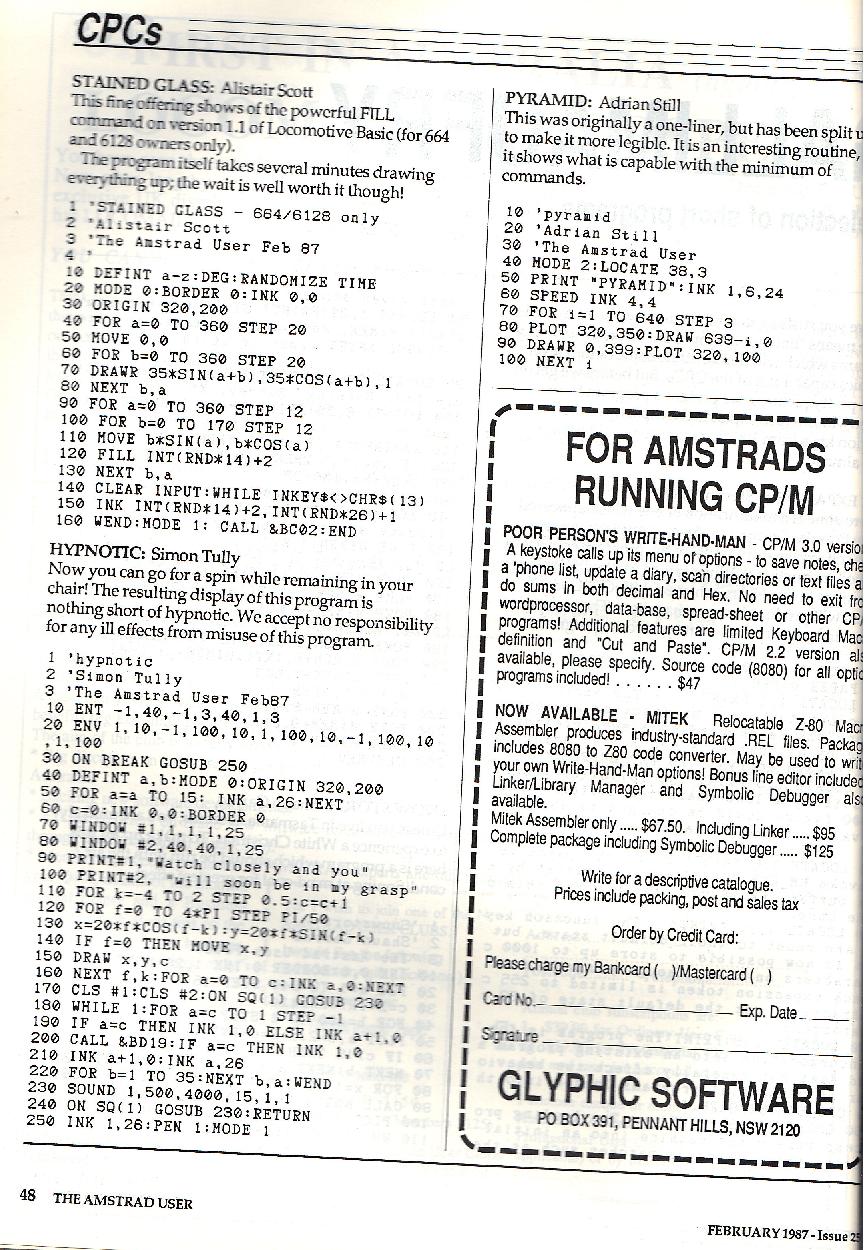 CPCs
STAINED GLASS: Alistair Scott
This fine offering shows of the powerful FILL
command on version 1.1 of Locomotive Basic (for 664
and 6128 owners only).
The program itself takes several minutes drawing
everything up; the wait is well worth it though!
1 'STAINED GLASS - 664/6128 only
2 'Alistair Scott
3 'The Amstrad User Feb 87
4 '
10 DEFINT a-z:DEG:RANDOMIZE TIME
20 MODE 0:BORDER 0:INK 0,0
30 ORIGIN 320,200
40 FOR a=0 TO 360 STEP 20
50 MOVE 0,0
60 FOR b=0 TO 360 STEP 20
70 DRAWR 35*SIN(a+b),35*COS(a+b),1
80 NEXT b,a
90 FOR a=0 TO 360 STEP 12
100 FOR b=0 TO 170 STEP 12
110 MOVE b*SIN(a),b*COS(a)
120 FILL INT(RND*14)+2
130 NEXT b,a
140 CLEAR INPUT:WHILE INKEY$<>CHR$(13)
150 INK INT(RND*14)+2,INT(RND*26)+1
160 WEND:MODE 1: CALL &BC02:END
HYPNOTIC: Simon Tully
Now you can go for a spin while remaining in your
chair! The resulting display of this program is
nothing short of hypnotic. We accept no responsibility
for any ill effects from misuse of this program.
1 'hypnotic
2 'Simon Tully
3 'The Amstrad User Feb87
10 ENT -1,40,-1,3,40,1,3
20 ENV 1,10,-1,100,10,1,100,10,-1,100,10
,1,100
30 ON BREAK GOSUB 250
40 DEFINT a,b:MODE 0:ORIGIN 320,200
50 FOR a=a TO 15: INK a,26:NEXT
60 c=0:INK 0,0:BORDER 0
70 WINDOW #1,1,1,1,25
80 WINDOW #2,40,40,1,25
90 PRINT#1,"Watch closely and you"
100 PRINT#2, "will soon be in my grasp"
110 FOR k=-4 TO 2 STEP 0.5:c=c+1
120 FOR f=0 TO 4*PI STEP PI/50
130 x=20*f*COS(f-k):y=20*f*SIN(f-k)
140 IF f=0 THEN MOVE x,y
150 DRAW x,y,c
160 NEXT f,k:FOR a=0 TO c:INK a,0:NEXT
170 CLS #1:CLS #2:ON SQ(1) GOSUB 230
180 WHILE 1:FOR a=c TO 1 STEP -1
190 IF a=c THEN INK 1,0 ELSE INK a+1,0
200 CALL &BD19:IF a=c THEN INK 1,0
210 INK a+1,0:INK a,26
220 FOR b=1 TO 35:NEXT b,a:WEND
230 SOUND 1,500,4000,15,1,1
240 ON SQ(1) GOSUB 230:RETURN
250 INK 1,26:PEN 1:MODE 1
PYRAMID: Adrian Still
This was originally a one-liner, but has been split u
to make it more legible. It is an interesting routine,
it shows what is capable with the minimum of
commands.
10 'pyramid
20 'Adrian Still
30 'The Amstrad User
40 MODE 2:LOCATE 38,3
50 PRINT "PYRAMID":INK 1,6,24
60 SPEED INK 4,4
70 FOR i=1 TO 640 STEP 3
80 PLOT 320,350:DRAW 639-i,0
90 DRAWR 0,399:PLOT 320,100
100 NEXT i
FOR AMSTRADS
RUNNING CP/M
POOR PERSON'S WRITE-HAND-MAN - CP/M 3.0 versio
A keystoke calls up its menu of options - to save notes, che
a 'phone list, update a diary, scan directories or text files a
do sums in both decimal and Hex. No need to exit fro
wordprocessor, data-base, spread-sheet or other CP/
programs! Additional features are limited Keyboard Mac
definition and "Cut and Paste". CP/M 2.2 version als
available, please specify. Source code (8080) for all optio
programs included! . . . . . . $47
NOW AVAILABLE - MITEK Relocatable Z-80 Macr
Assembler produces industry-standard .REL files. Packag
includes 8080 to Z80 code converter. May be used to writ
your own Write-Hand-Man options! Bonus line editor included
Linker/Library Manager and Symbolic Debugger also
available.
Mitek Assembler only ..... $67.50. Including Linker ..... $95
Complete package including Symbolic Debugger ..... $125
Write for a descriptive catalogue.
Prices include packing, post and sales tax
Order by Credit Card:
Please charge my Bankcard ( )/Mastercard ( )
Card No. Exp. Date
Signature
GLYPHIC SOFTWARE
PO BOX 391, PENNANT HILLS, NSW 2120
48 THE AMSTRAD USER
FEBRUARY 1987 - Issue 25